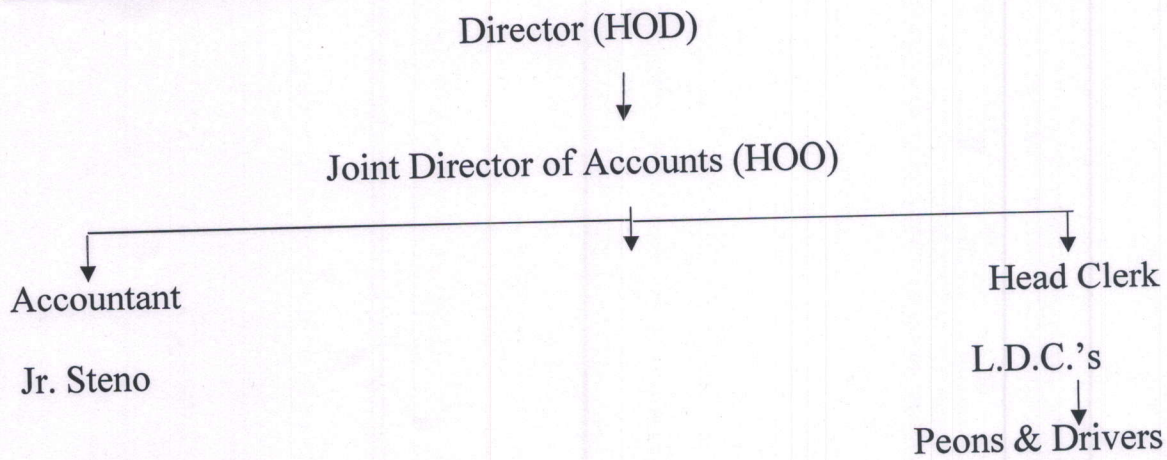 Director (HOD)
Joint Director of Accounts (HOO)
Accountant
Head Clerk
Jr. Steno
L.D.C.'s
Peons & Drivers